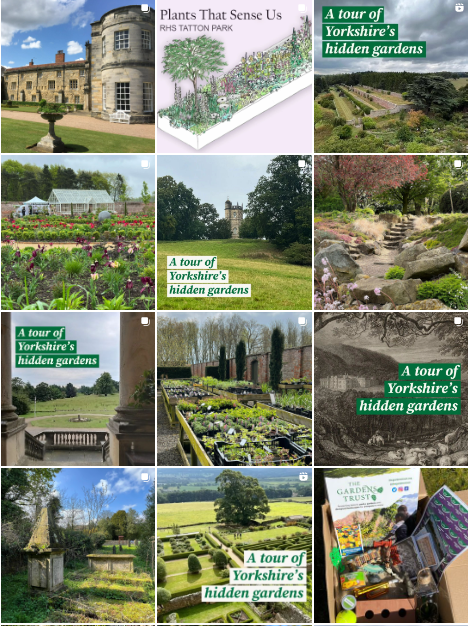 Plants That Sense Us
RHS TATTON PARK
A tour of
Yorkshire's
hidden gardens
A tour of
Yorkshire's
hidden gardens
A tour of
Yorkshire's
hidden gardens
A tour of
Yorkshire's
hidden gardens
A tour of
Yorkshire's
hidden gardens
THE
GARDENS
TRUST